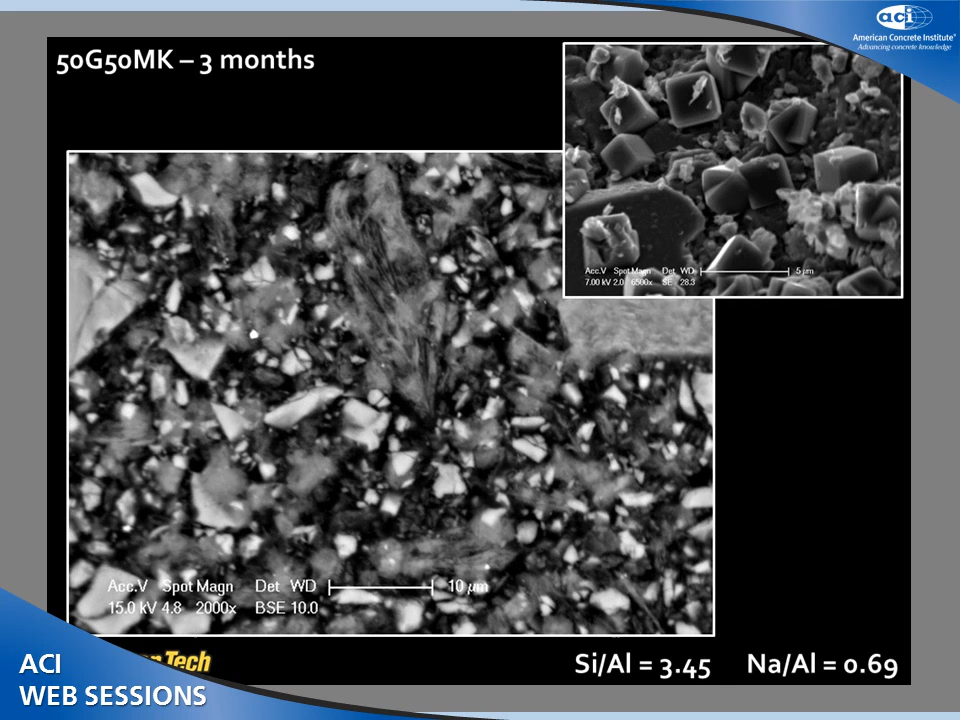 aci
American Concrete Institute®
Advancing concrete knowledge
50G50MK – 3 months
Acc.V Spot Magn Det WD 5 µm
7.00 kV 2.0 6500x SE 28.3
Acc.V Spot Magn Det WD 10 µm
15.0 kV 4.8 2000x BSE 10.0
Tech
Si/Al = 3.45 Na/Al = 0.69
ACI
WEB SESSIONS